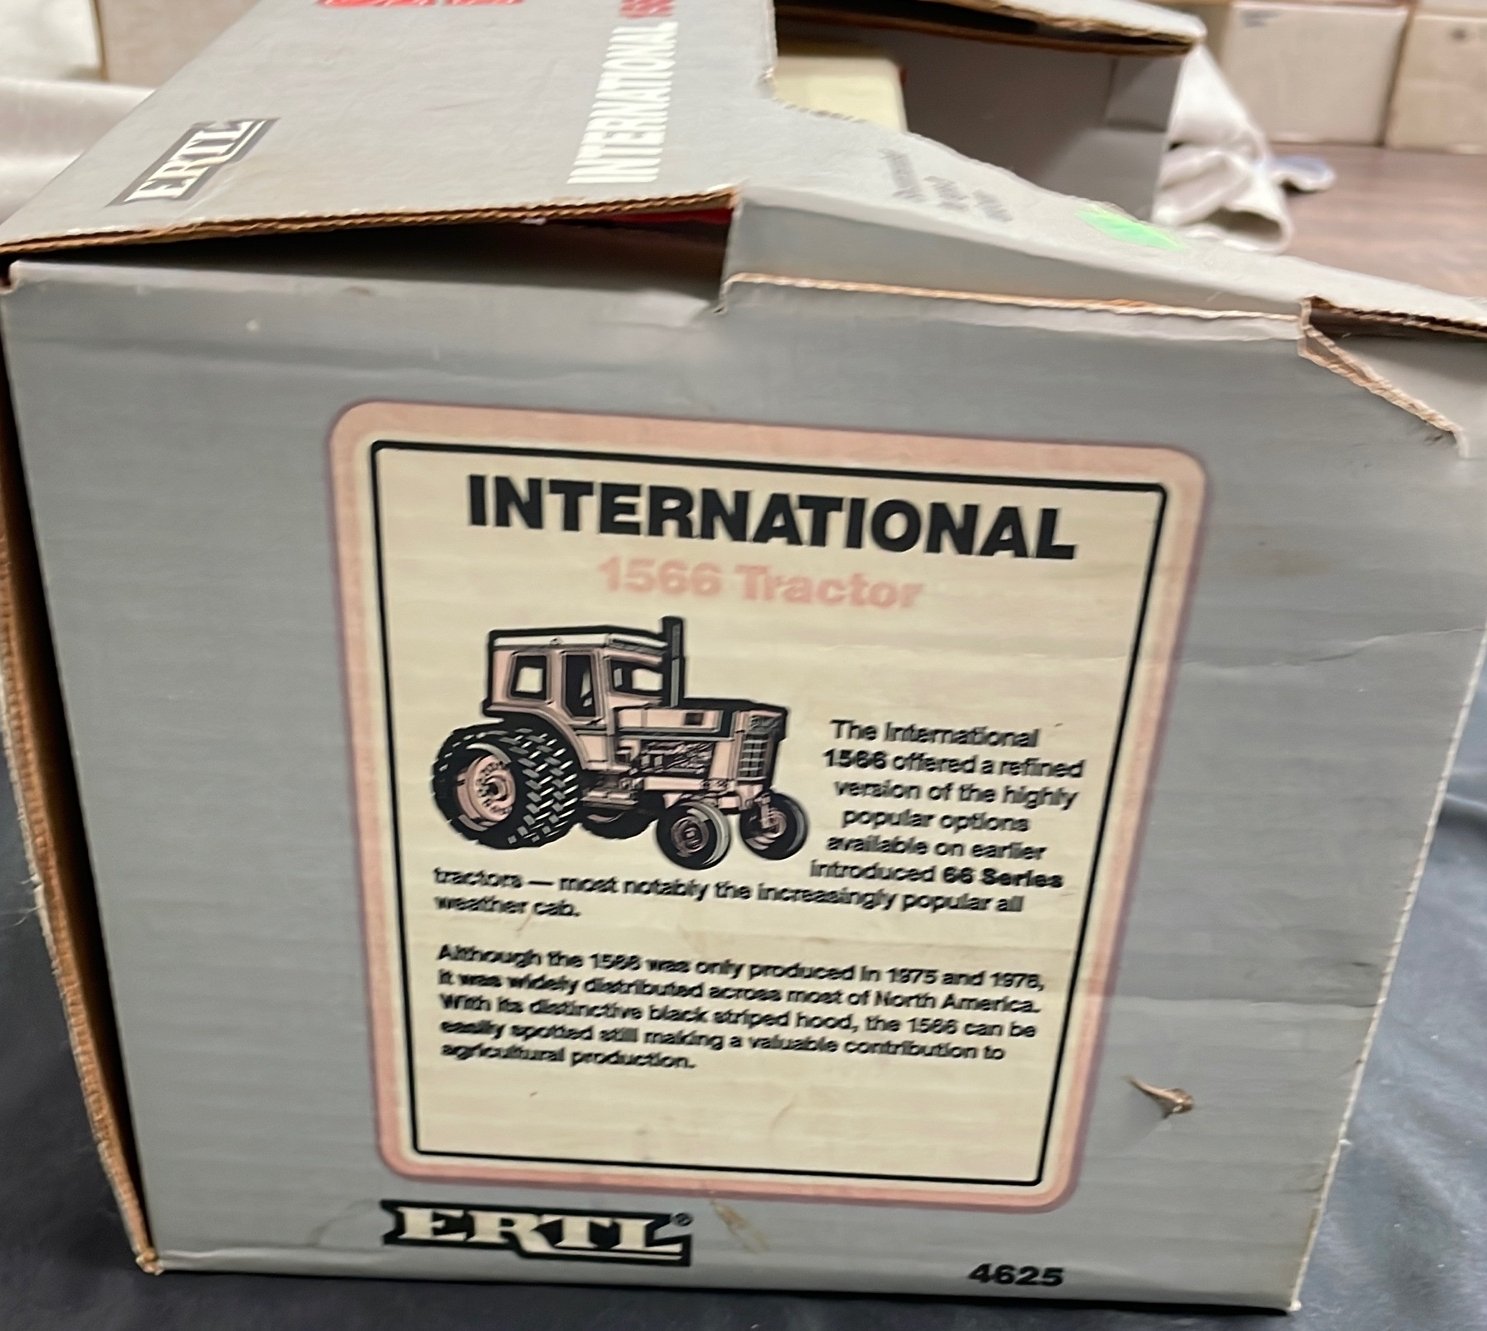 ERTL
INTERNATIONAL
INTERNATIONAL
1566 Tractor
The International
1566 offered a refined
version of the highly
popular options
available on earlier
introduced 66 Series
tractors — most notably the increasingly popular all
weather cab.
Although the 1566 was only produced in 1975 and 1976,
it was widely distributed across most of North America.
With its distinctive black striped hood, the 1566 can be
easily spotted still making a valuable contribution to
agricultural production.
ERTL®
4625